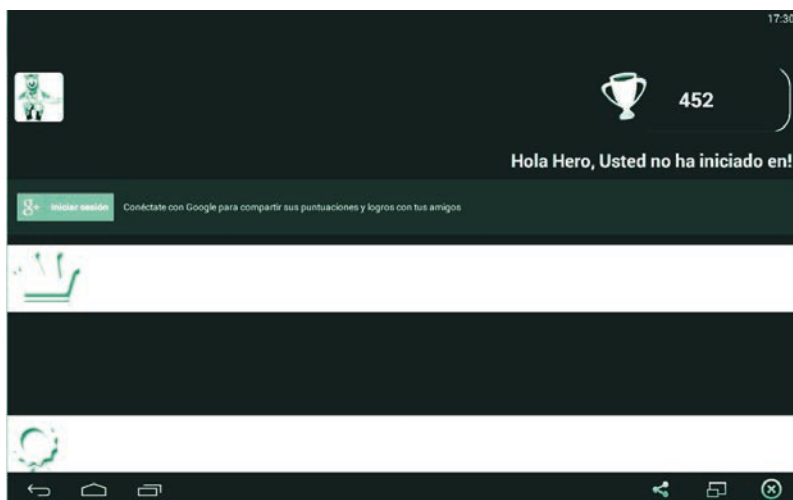 17:30
452
Hola Hero, Usted no ha iniciado en!
g+ Iniciar sesión Conéctate con Google para compartir sus puntuaciones y logros con tus amigos